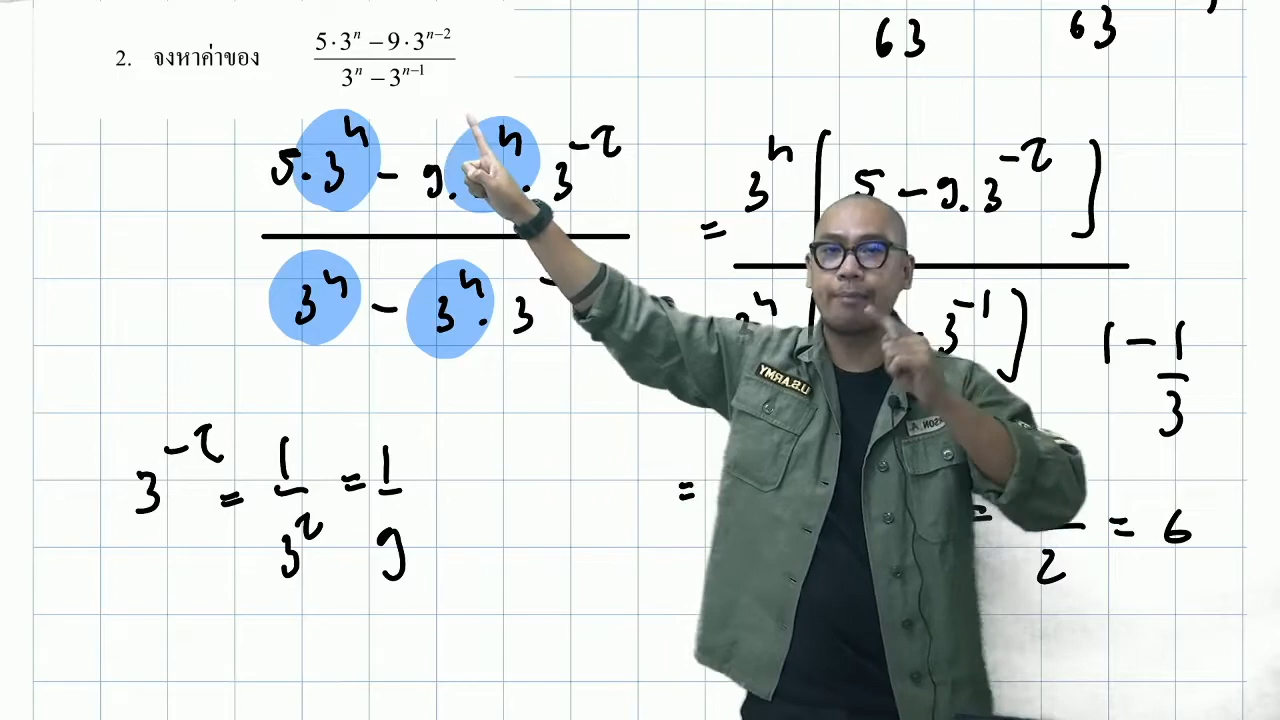 63 63
2. จงหาค่าของ (5·3ⁿ − 9·3ⁿ⁻²) / (3ⁿ − 3ⁿ⁻¹)
5·3ⁿ − 9· ⁿ·3⁻²
3ⁿ − 3ⁿ·3
= 3ⁿ[5 − 9·3⁻²]
3ⁿ[ 3⁻¹]
1 − 1/3
3⁻² = 1/3² = 1/9
= = /2 = 6
U.S.ARMY